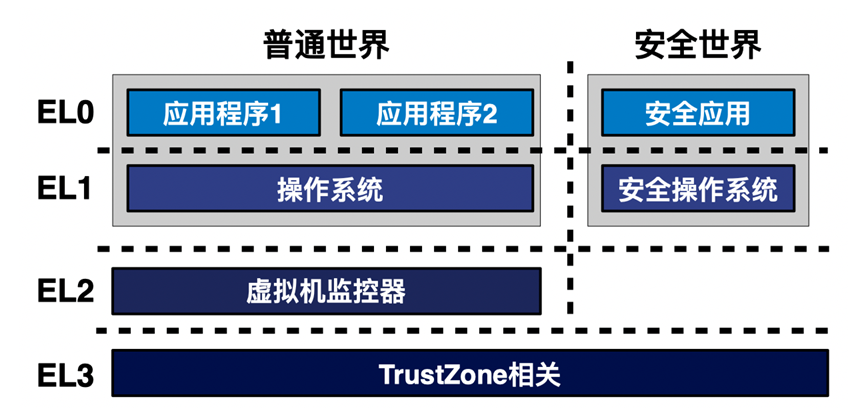 普通世界 安全世界
EL0 应用程序1 应用程序2 安全应用
EL1 操作系统 安全操作系统
EL2 虚拟机监控器
EL3 TrustZone相关